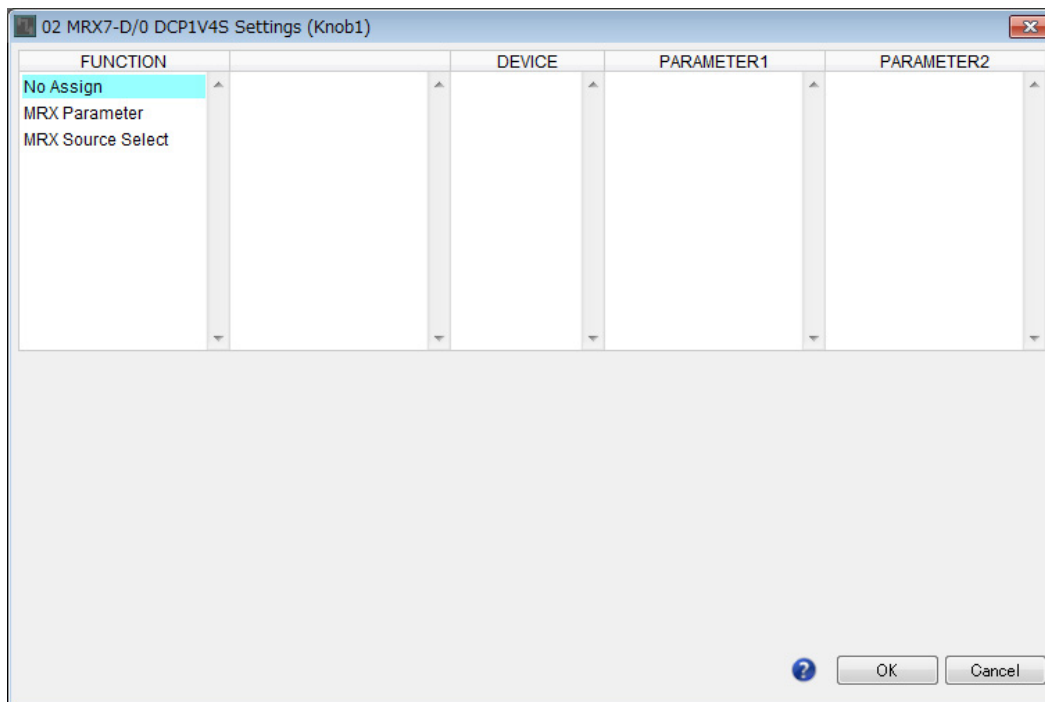 02 MRX7-D/0 DCP1V4S Settings (Knob1)
FUNCTION DEVICE PARAMETER1 PARAMETER2
No Assign
MRX Parameter
MRX Source Select
? OK Cancel